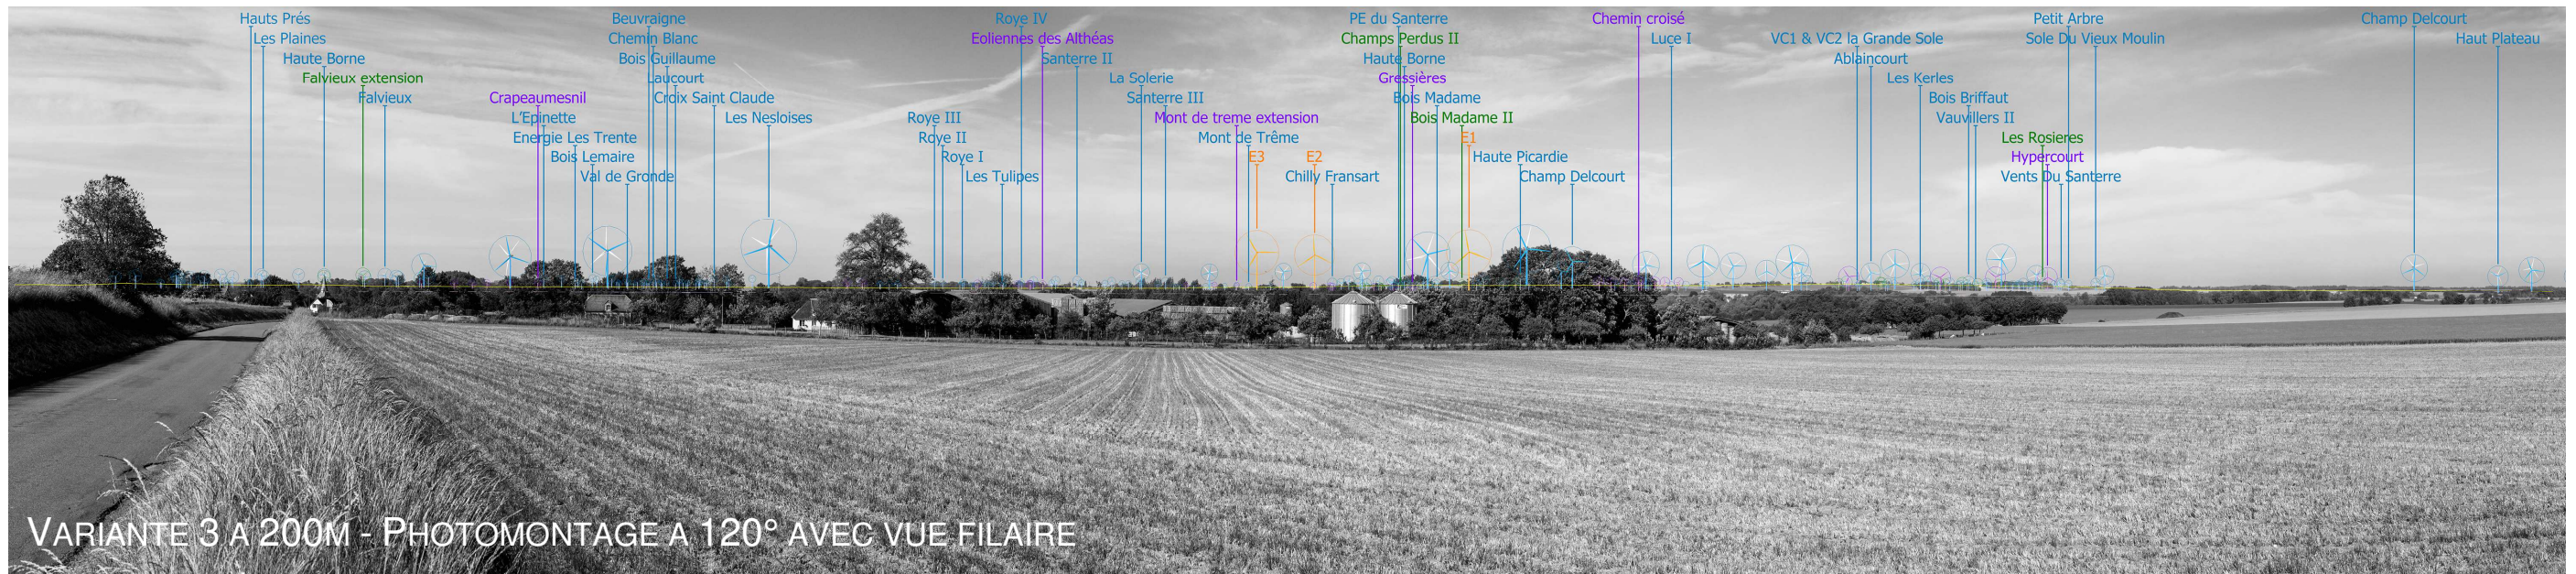 Hauts Prés
Les Plaines
Haute Borne
Falvieux extension
Falvieux
Crapeaumesnil
L'Epinette
Energie Les Trente
Bois Lemaire
Val de Gronde
Beuvraigne
Chemin Blanc
Bois Guillaume
Laucourt
Croix Saint Claude
Les Nesloises
Roye III
Roye II
Roye I
Les Tulipes
Roye IV
Eoliennes des Althéas
Santerre II
La Solerie
Santerre III
Mont de treme extension
Mont de Trême
E3
E2
Chilly Fransart
PE du Santerre
Champs Perdus II
Haute Borne
Gressières
Bois Madame
Bois Madame II
E1
Haute Picardie
Champ Delcourt
Chemin croisé
Luce I
VC1 & VC2 la Grande Sole
Ablaincourt
Les Kerles
Bois Briffaut
Vauvillers II
Les Rosieres
Hypercourt
Vents Du Santerre
Petit Arbre
Sole Du Vieux Moulin
Champ Delcourt
Haut Plateau
VARIANTE 3 A 200M - PHOTOMONTAGE A 120° AVEC VUE FILAIRE